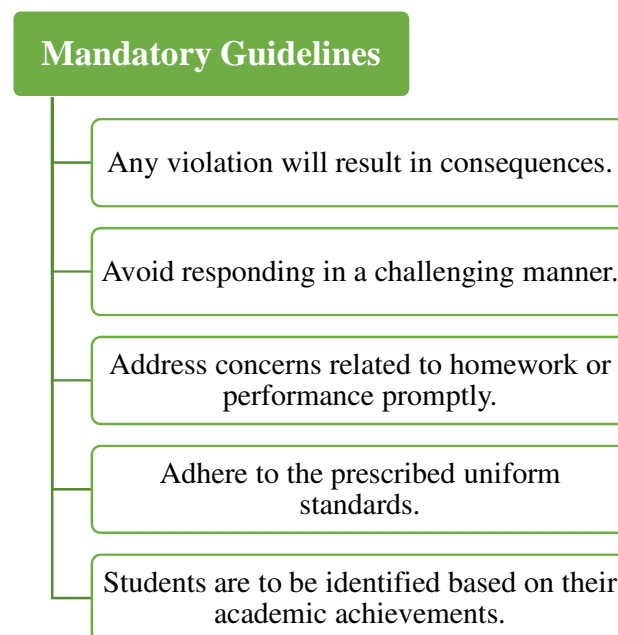 Mandatory Guidelines
Any violation will result in consequences.
Avoid responding in a challenging manner.
Address concerns related to homework or
performance promptly.
Adhere to the prescribed uniform
standards.
Students are to be identified based on their
academic achievements.